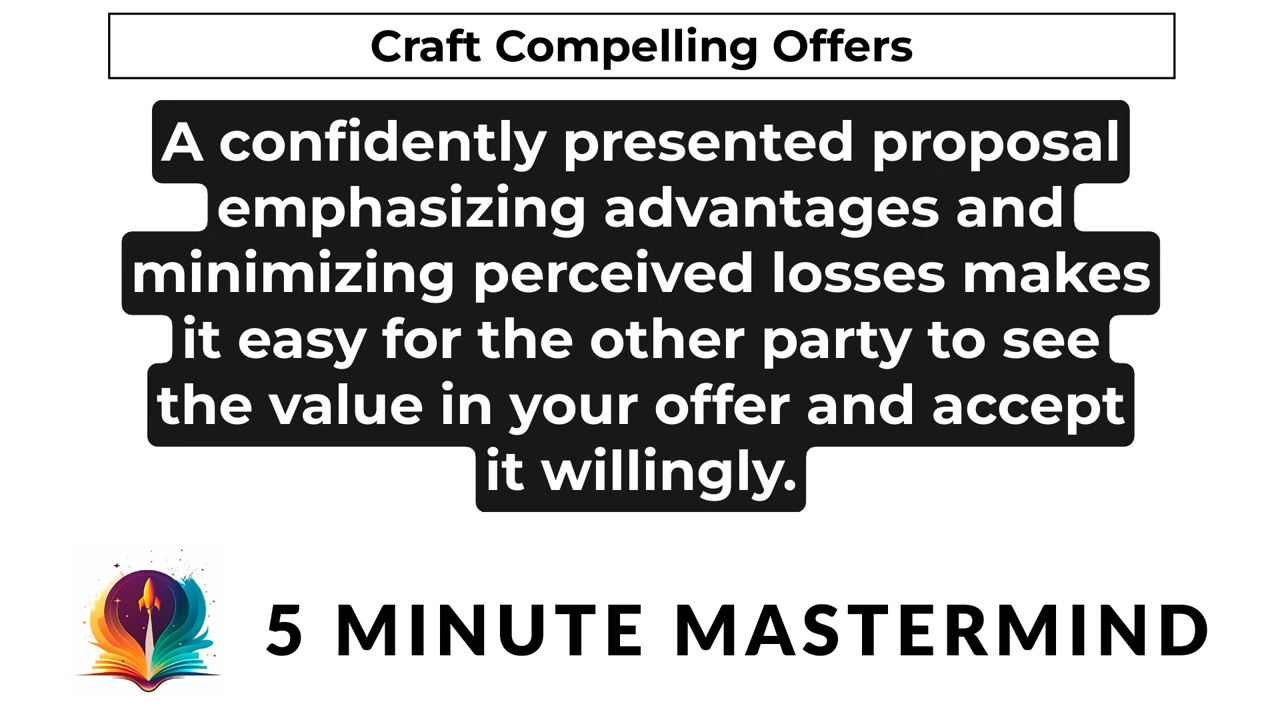 Craft Compelling Offers
A confidently presented proposal
emphasizing advantages and
minimizing perceived losses makes
it easy for the other party to see
the value in your offer and accept
it willingly.
5 MINUTE MASTERMIND